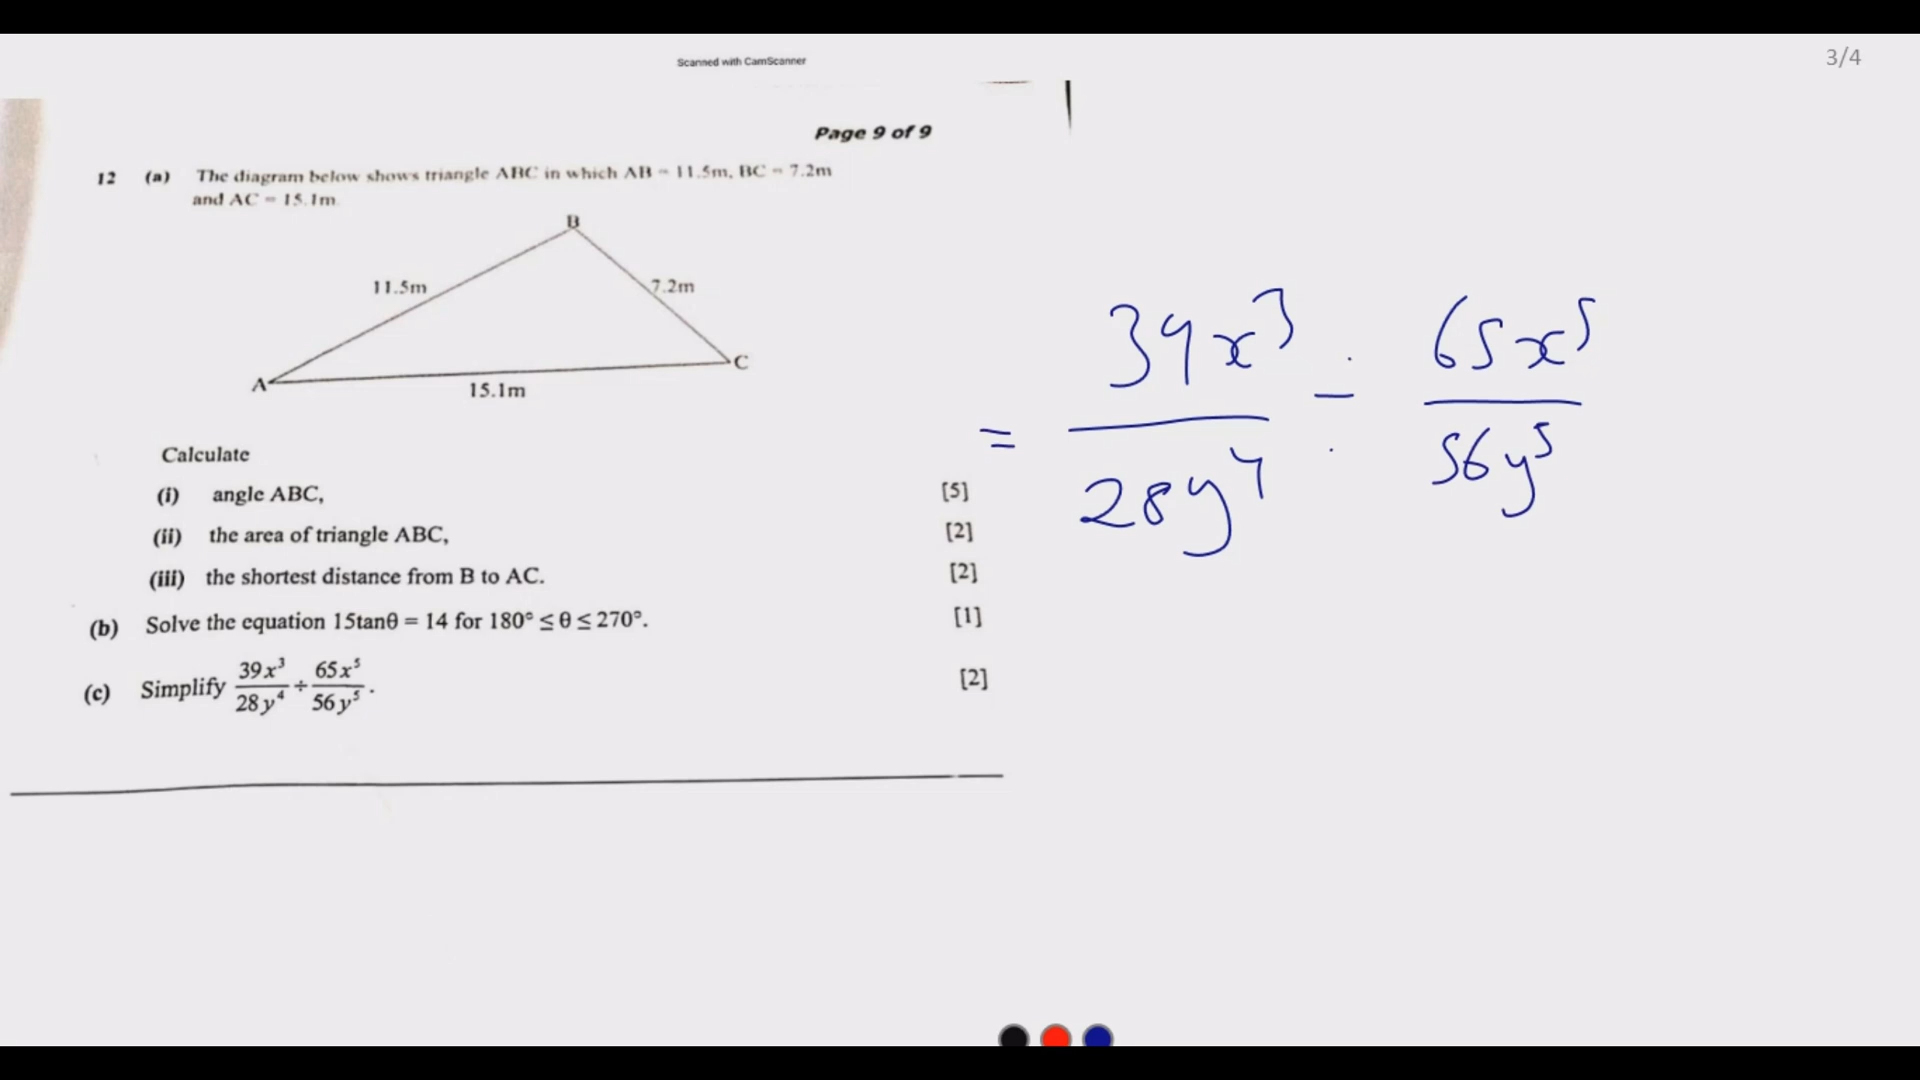 3/4
Scanned with CamScanner
Page 9 of 9
12 (a) The diagram below shows triangle ABC in which AB = 11.5m, BC = 7.2m
and AC = 15.1m
B
11.5m 7.2m
A C
15.1m
Calculate
(i) angle ABC, [5]
(ii) the area of triangle ABC, [2]
(iii) the shortest distance from B to AC. [2]
(b) Solve the equation 15tanθ = 14 for 180° ≤ θ ≤ 270°. [1]
(c) Simplify 39x³/28y⁴ ÷ 65x⁵/56y⁵. [2]
= 39x³/28y⁴ ÷ 65x⁵/56y⁵